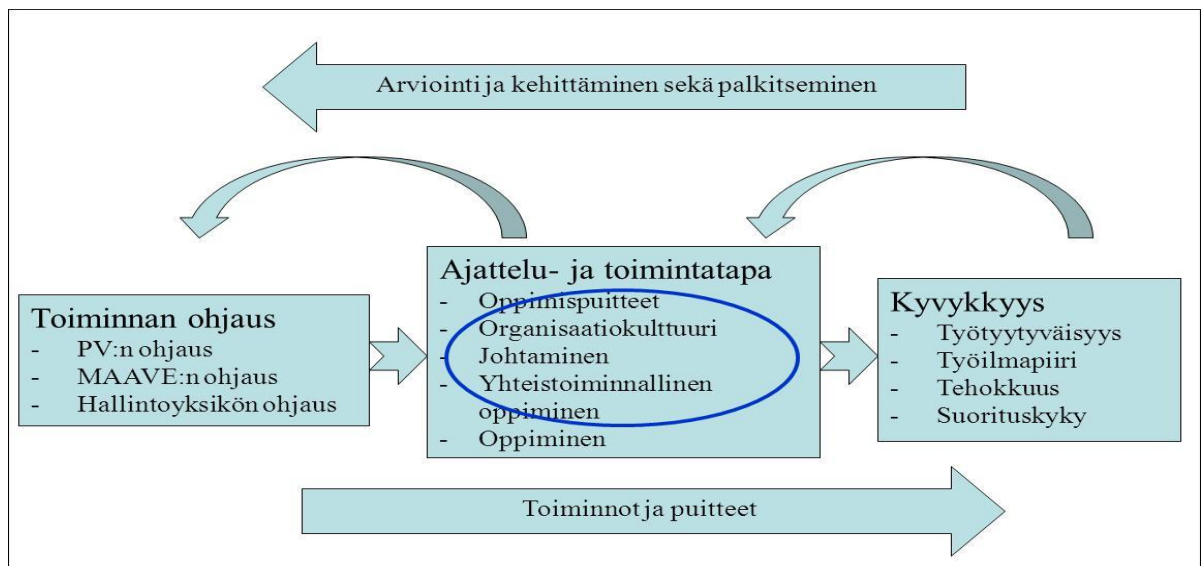 Arviointi ja kehittäminen sekä palkitseminen
Toiminnan ohjaus
- PV:n ohjaus
- MAAVE:n ohjaus
- Hallintoyksikön ohjaus
Ajattelu- ja toimintatapa
- Oppimispuitteet
- Organisaatiokulttuuri
- Johtaminen
- Yhteistoiminnallinen
oppiminen
- Oppiminen
Kyvykkyys
- Työtyytyväisyys
- Työilmapiiri
- Tehokkuus
- Suorituskyky
Toiminnot ja puitteet